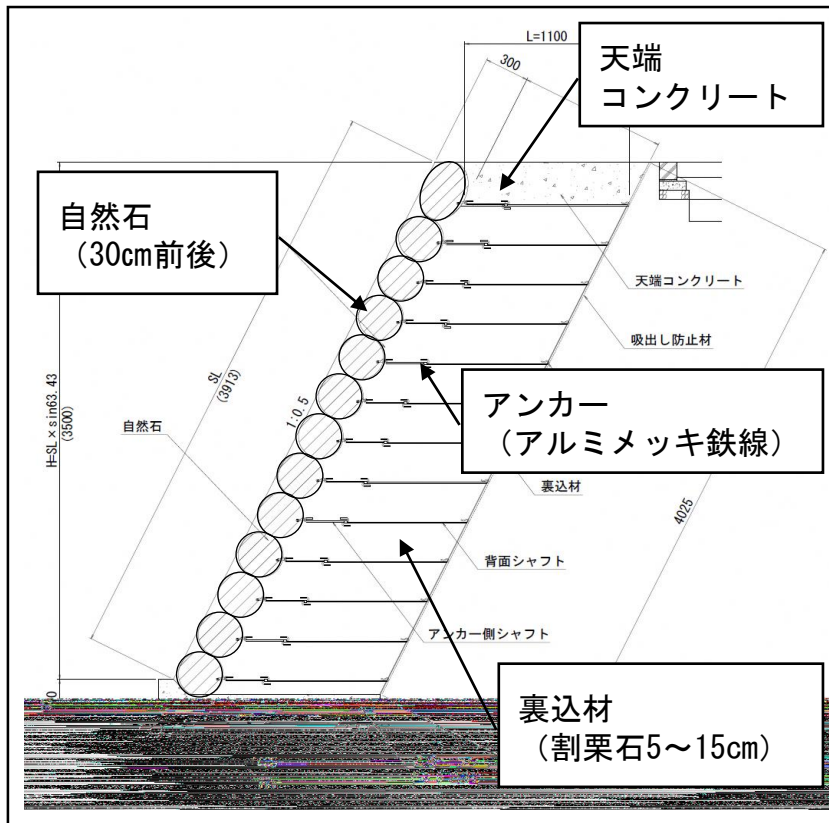 L=1100
300
天端
コンクリート
自然石
（30cm前後）
天端コンクリート
吸出し防止材
SL
(3913)
1:0.5
H=SL×sin63.43
(3500)
アンカー
（アルミメッキ鉄線）
自然石
裏込材
4025
背面シャフト
アンカー側シャフト
裏込材
（割栗石5～15cm）